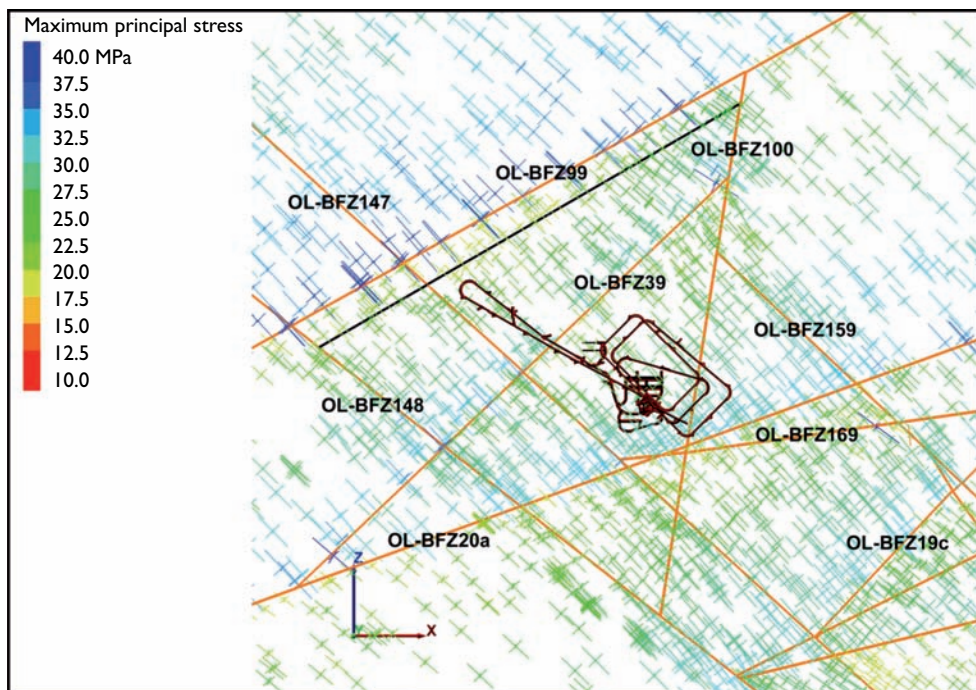 Maximum principal stress
40.0 MPa
37.5
35.0
32.5
30.0
27.5
22.5
20.0
17.5
15.0
12.5
10.0
OL-BFZ100
OL-BFZ99
OL-BFZ147
OL-BFZ39
OL-BFZ159
OL-BFZ148
OL-BFZ169
OL-BFZ20a
OL-BFZ19c
Z
X